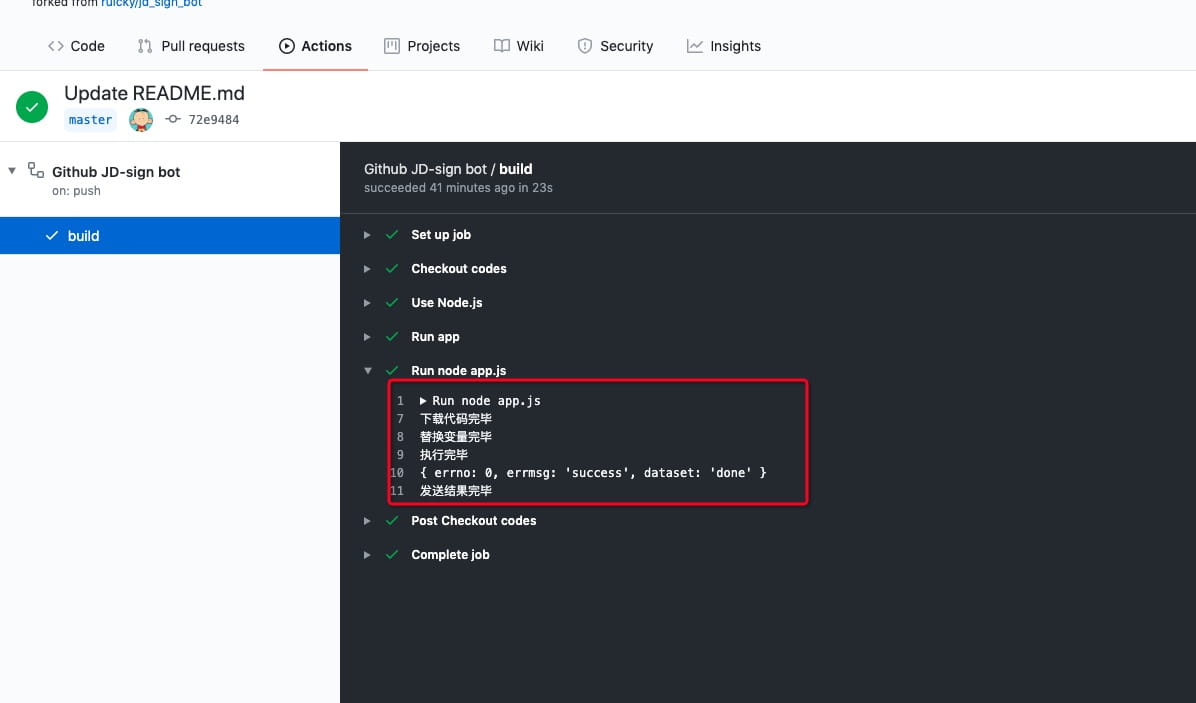 forked from ruicky/jd_sign_bot
Code Pull requests Actions Projects Wiki Security Insights
Update README.md
master 72e9484
Github JD-sign bot
on: push
build
Github JD-sign bot / build
succeeded 41 minutes ago in 23s
Set up job
Checkout codes
Use Node.js
Run app
Run node app.js
1 Run node app.js
7 下载代码完毕
8 替换变量完毕
9 执行完毕
10 { errno: 0, errmsg: 'success', dataset: 'done' }
11 发送结果完毕
Post Checkout codes
Complete job